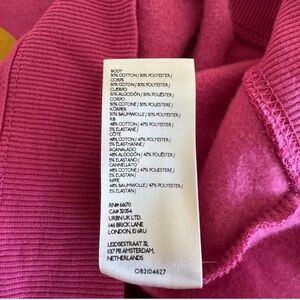 BODY
50% COTTON / 50% POLYESTER /
CORPS
50% COTON / 50% POLYESTER /
CUERPO
50% ALGODÓN / 50% POLIÉSTER /
CORPO
50% COTONE / 50% POLIESTERE /
KÖRPER
50% BAUMWOLLE / 50% POLYESTER
RIB
48% COTTON / 47% POLYESTER /
5% ELASTANE /
CÔTE
48% COTON / 47% POLYESTER /
5% ÉLASTHANNE /
ACANALADO
48% ALGODÓN / 47% POLIÉSTER /
5% ELASTANO /
CANNELLATO
48% COTONE / 47% POLIESTERE /
5% ELASTAN /
RIPPE
48% BAUMWOLLE / 47% POLYESTER /
5% ELASTAN
RN# 66170
CA# 32054
URBN UK LTD.
146 BRICK LANE
LONDON, E1 6RU
LEIDSESTRAAT 32,
1017 PB AMSTERDAM,
NETHERLANDS
OB2104627